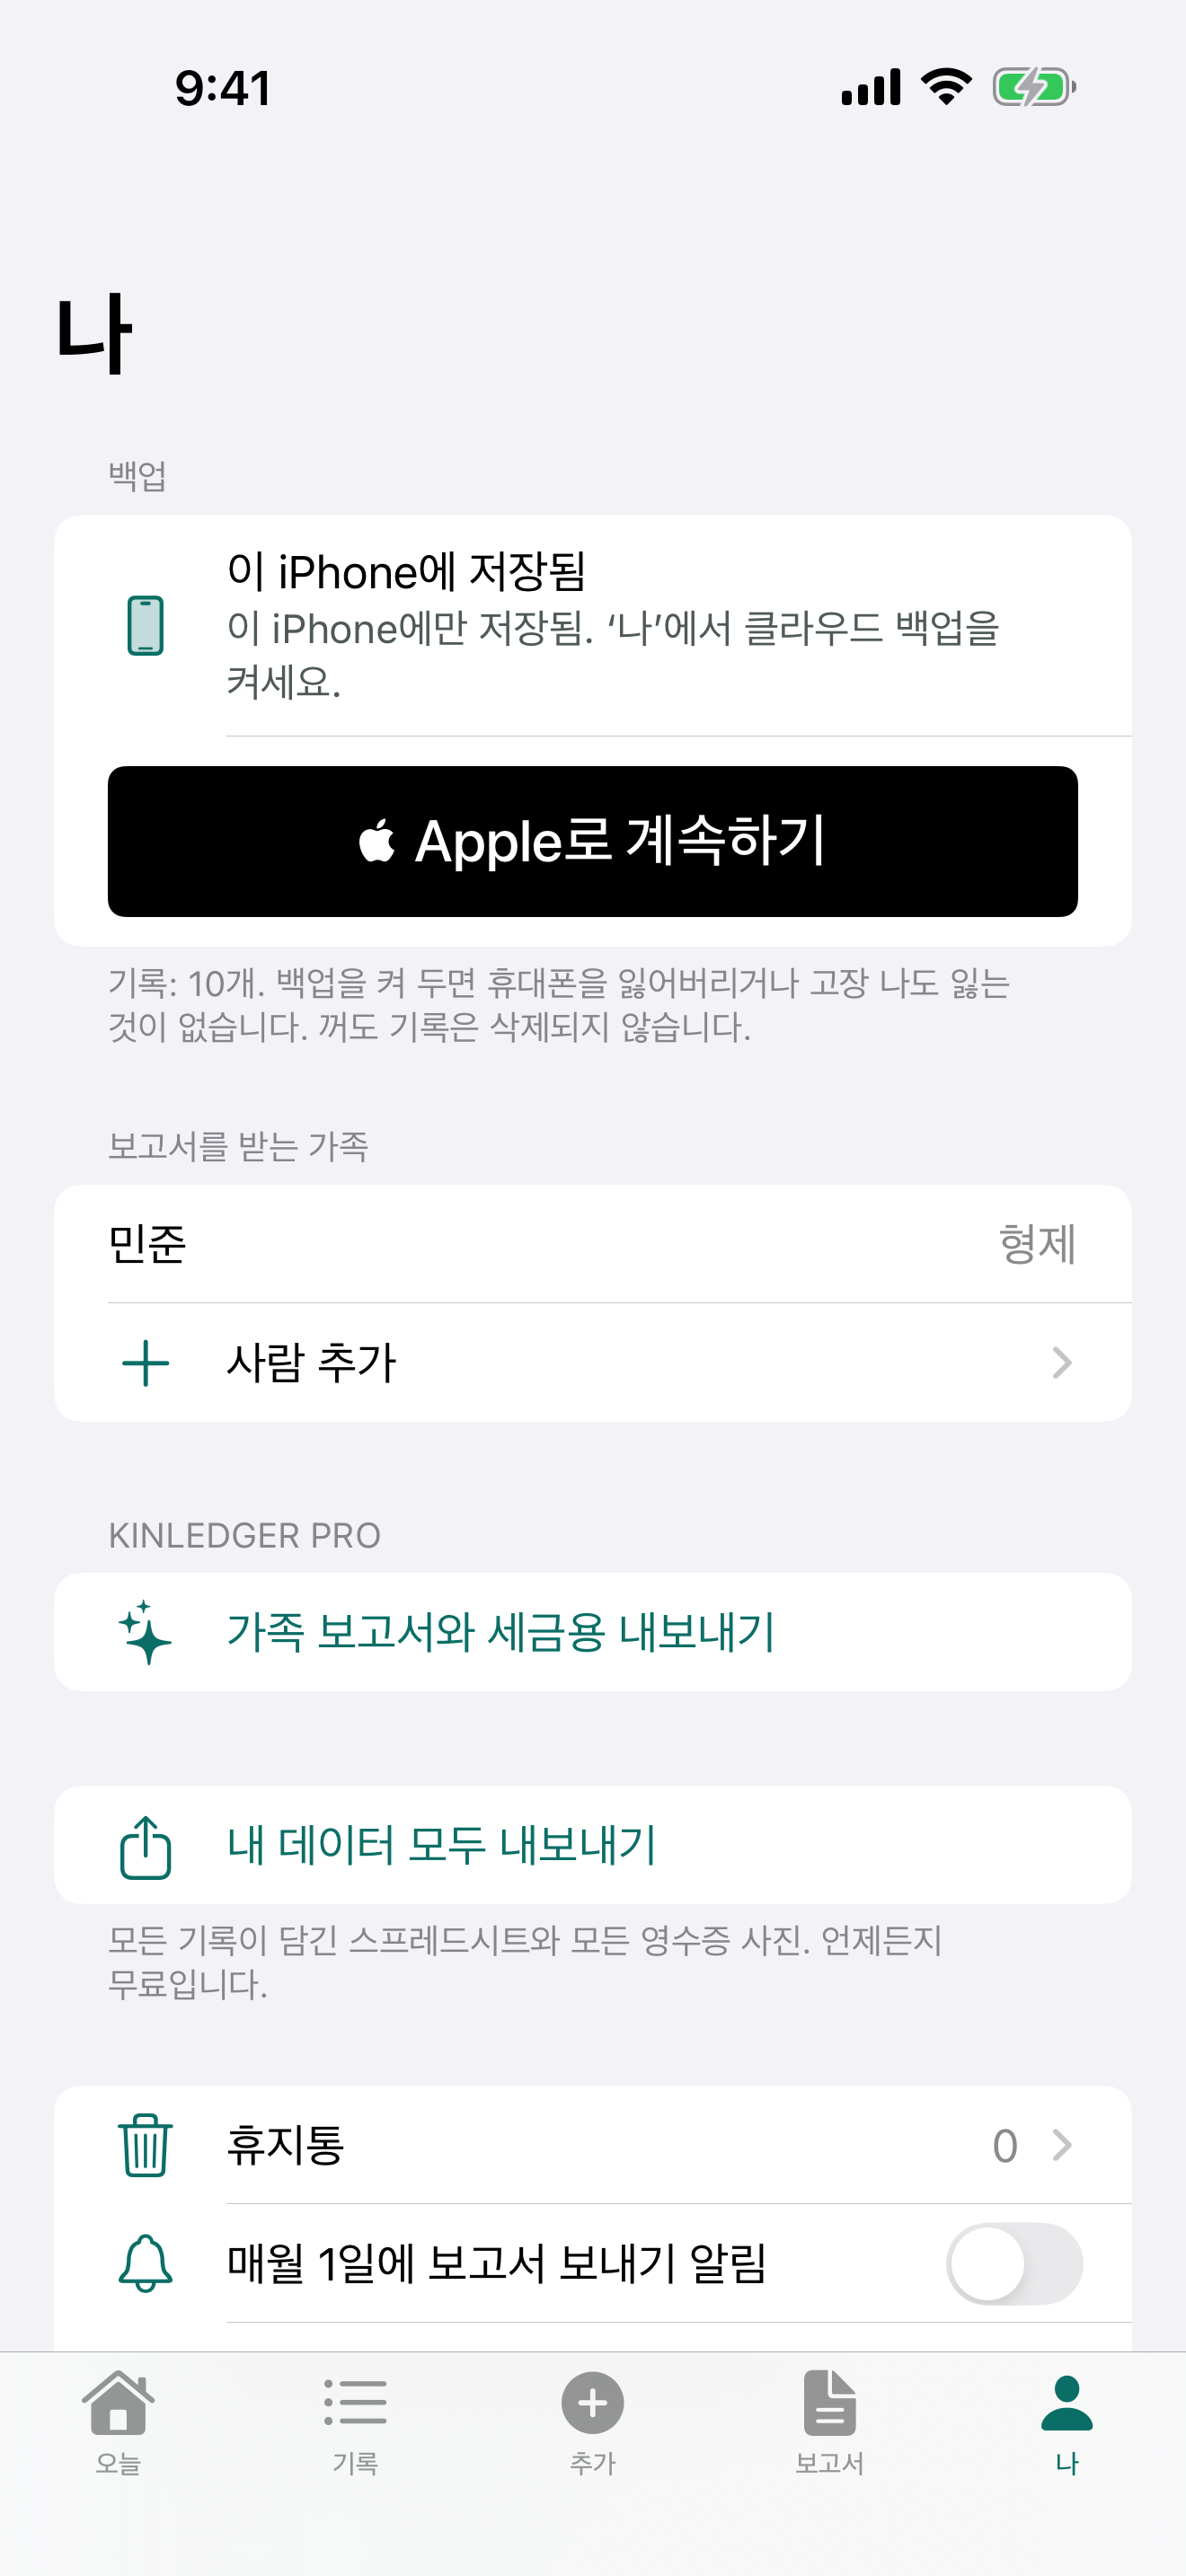 9:41
나
백업
이 iPhone에 저장됨
이 iPhone에만 저장됨. ‘나’에서 클라우드 백업을
켜세요.
Apple로 계속하기
기록: 10개. 백업을 켜 두면 휴대폰을 잃어버리거나 고장 나도 잃는
것이 없습니다. 꺼도 기록은 삭제되지 않습니다.
보고서를 받는 가족
민준 형제
사람 추가
KINLEDGER PRO
가족 보고서와 세금용 내보내기
내 데이터 모두 내보내기
모든 기록이 담긴 스프레드시트와 모든 영수증 사진. 언제든지
무료입니다.
휴지통 0
매월 1일에 보고서 보내기 알림
오늘 기록 추가 보고서 나